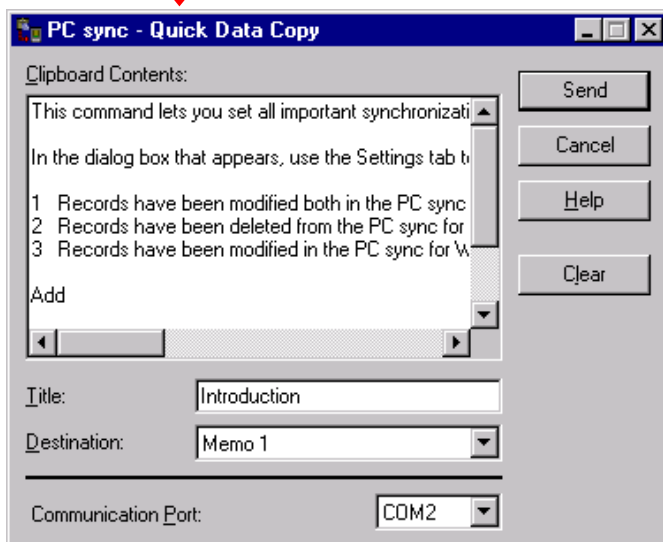 PC sync - Quick Data Copy
Clipboard Contents:
This command lets you set all important synchronizati
In the dialog box that appears, use the Settings tab t
1 Records have been modified both in the PC sync
2 Records have been deleted from the PC sync for
3 Records have been modified in the PC sync for W
Add
Send
Cancel
Help
Clear
Title: Introduction
Destination: Memo 1
Communication Port: COM2